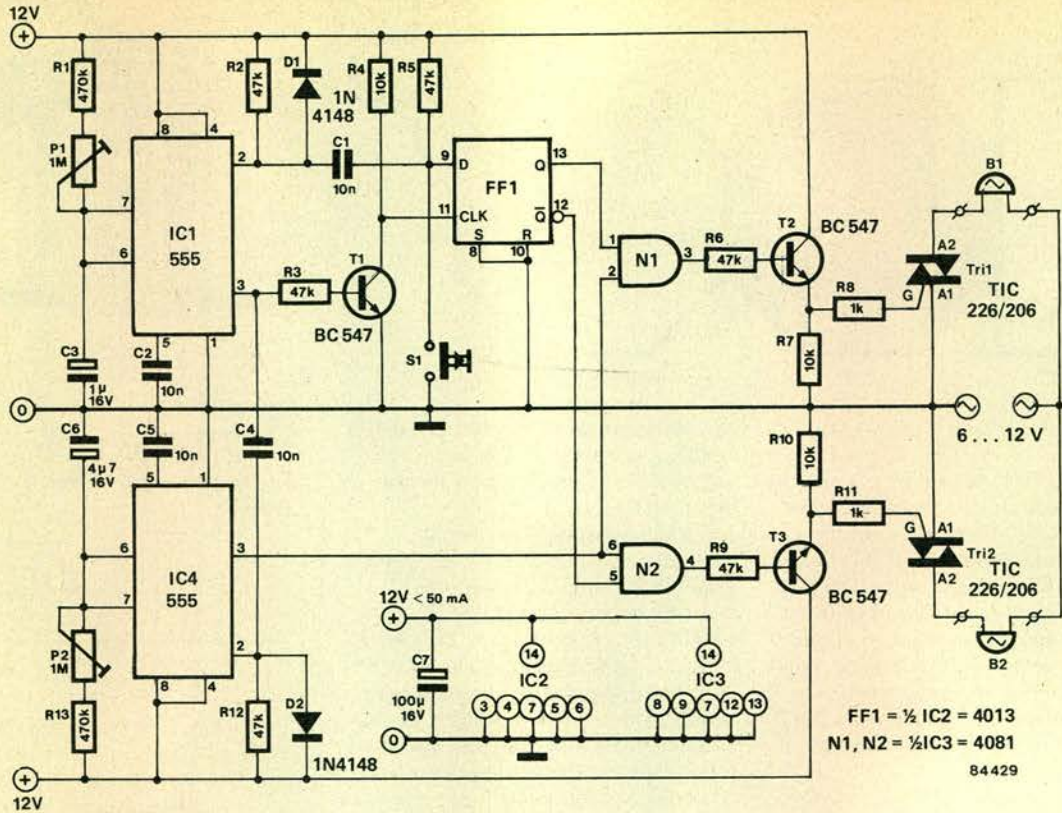 12V
+
R1
470k
P1
1M
8
4
IC1
555
7
6
2
3
5
1
R2
47k
D1
1N
4148
C1
10n
R4
10k
R5
47k
9
D
Q
13
FF1
11
CLK
Q
12
S
R
8
10
R3
47k
T1
BC 547
S1
1
2
N1
3
R6
47k
T2
BC 547
R8
1k
R7
10k
B1
A2
Tri1
G
A1
TIC
226/206
C3
1µ
16V
C2
10n
0
6 ... 12 V
C6
4µ7
16V
C5
10n
C4
10n
R10
10k
R11
1k
5
1
6
3
IC4
555
7
2
8
4
P2
1M
R13
470k
R12
47k
D2
1N4148
6
5
N2
4
R9
47k
T3
BC 547
G
A1
Tri2
A2
TIC
226/206
B2
12V < 50 mA
+
C7
100µ
16V
0
14
IC2
3 4 7 5 6
14
IC3
8 9 7 12 13
FF1 = ½ IC2 = 4013
N1, N2 = ½IC3 = 4081
84429
+
12V